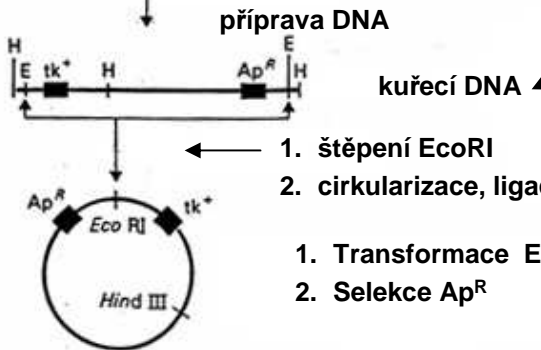 příprava DNA
H
E
tk+
H
ApR
E
H
kuřecí DNA
1. štěpení EcoRI
2. cirkularizace,
ApR
Eco RI
tk+
Hind III
1. Transformace
2. Selekce ApR